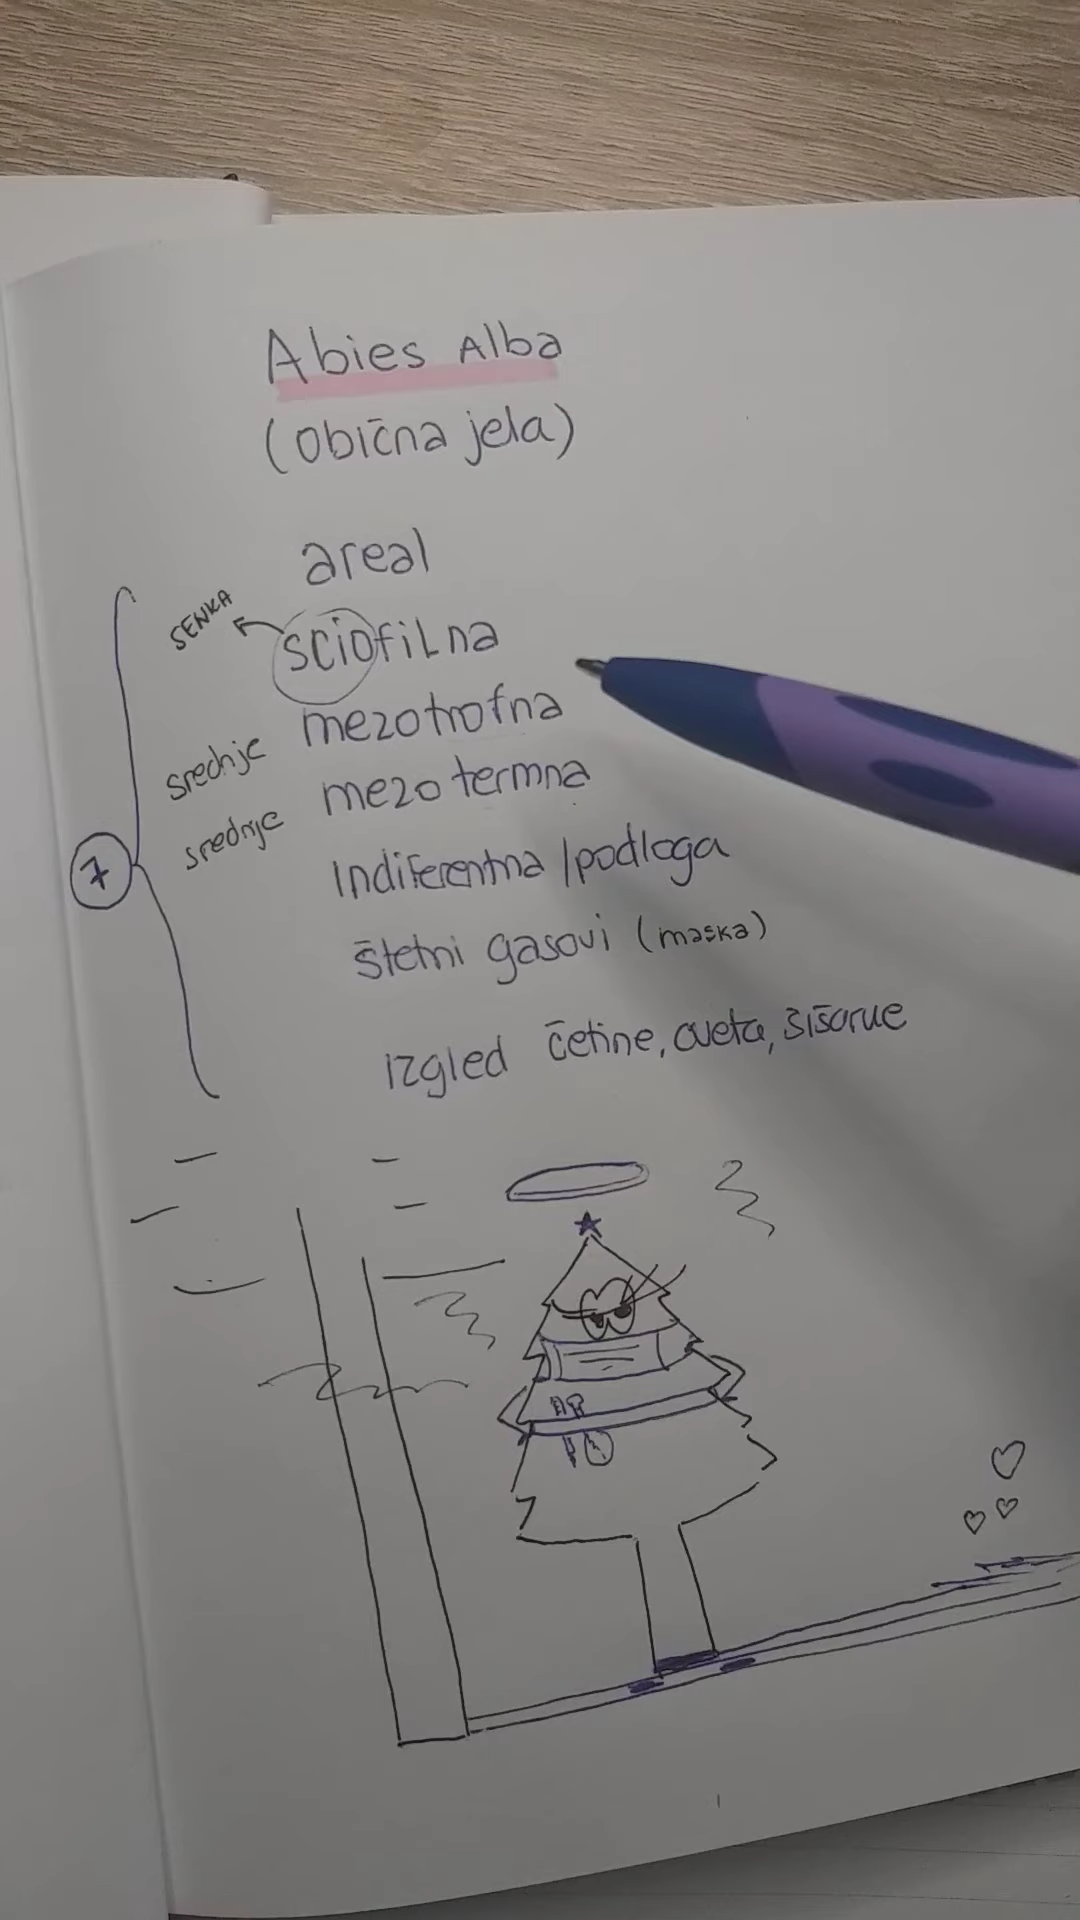 Abies Alba
(Obična jela)
areal
SENKA
sciofilna
srednje mezotrofna
srednje mezotermna
Indiferentna / podloga
7
štetni gasovi (maska)
izgled četine, cveta, šišarue